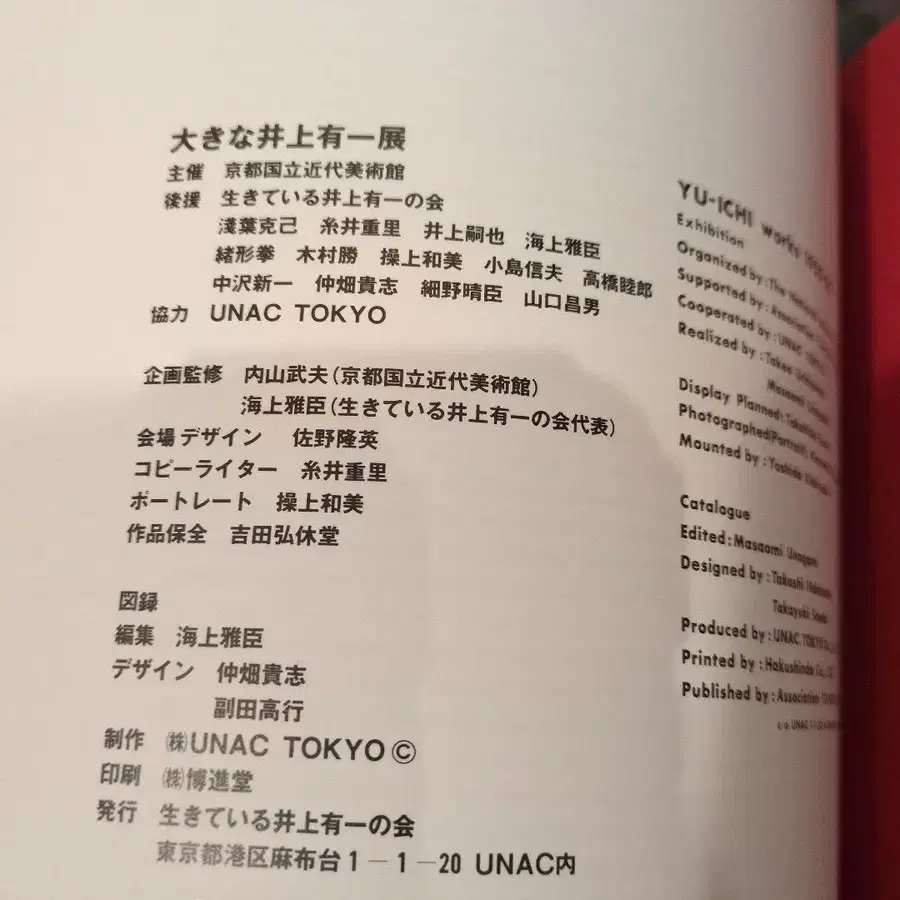 大きな井上有一展
主催 京都国立近代美術館
後援 生きている井上有一の会
浅葉克己 糸井重里 井上嗣也 海上雅臣
緒形拳 木村勝 操上和美 小島信夫 高橋睦郎
中沢新一 仲畑貴志 細野晴臣 山口昌男
協力 UNAC TOKYO
企画監修 内山武夫(京都国立近代美術館)
海上雅臣(生きている井上有一の会代表)
会場デザイン 佐野隆英
コピーライター 糸井重里
ポートレート 操上和美
作品保全 吉田弘休堂
図録
編集 海上雅臣
デザイン 仲畑貴志
副田高行
制作 ㈱UNAC TOKYO©
印刷 ㈱博進堂
発行 生きている井上有一の会
東京都港区麻布台1-1-20 UNAC内
YU-ICHI works
Exhibition
Organized by:The
Supported by:Association
Cooperated by:UNAC
Realized by:Takeo
Masaomi
Display Planned:
Photographed(Portrait):
Mounted by:Yoshida
Catalogue
Edited:Masaomi Unagami
Designed by:Takashi
Takayuki
Produced by:UNAC TOKYO
Printed by:Hakushindo Co.,
Published by:Association
c/o UNAC